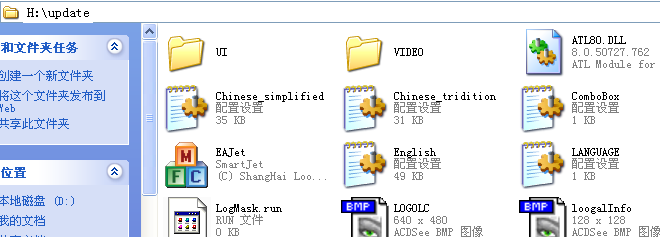 H:\update
和文件夹任务
创建一个新文件夹
将这个文件夹发布到
Web
共享此文件夹
位置
本地磁盘 (D:)
我的文档
UI
VIDEO
ATL80.DLL
8.0.50727.762
ATL Module for
Chinese_simplified
配置设置
35 KB
Chinese_tridition
配置设置
31 KB
ComboBox
配置设置
1 KB
EAJet
SmartJet
(C) ShangHai Loo...
English
配置设置
49 KB
LANGUAGE
配置设置
1 KB
LogMask.run
RUN 文件
0 KB
BMP
LOGOLC
640 x 480
ACDSee BMP 图像
BMP
loogalInfo
128 x 128
ACDSee BMP 图像
M
F C